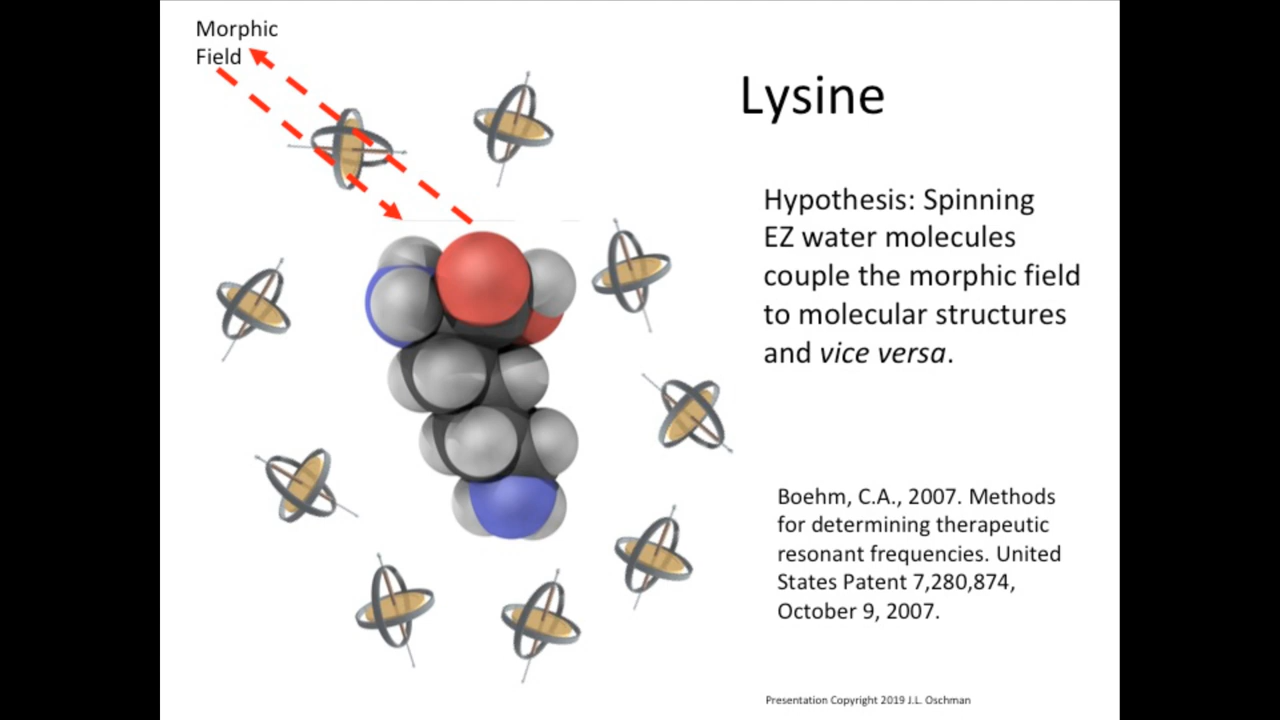 Morphic
Field
Lysine
Hypothesis: Spinning
EZ water molecules
couple the morphic field
to molecular structures
and vice versa.
Boehm, C.A., 2007. Methods
for determining therapeutic
resonant frequencies. United
States Patent 7,280,874,
October 9, 2007.
Presentation Copyright 2019 J.L. Oschman